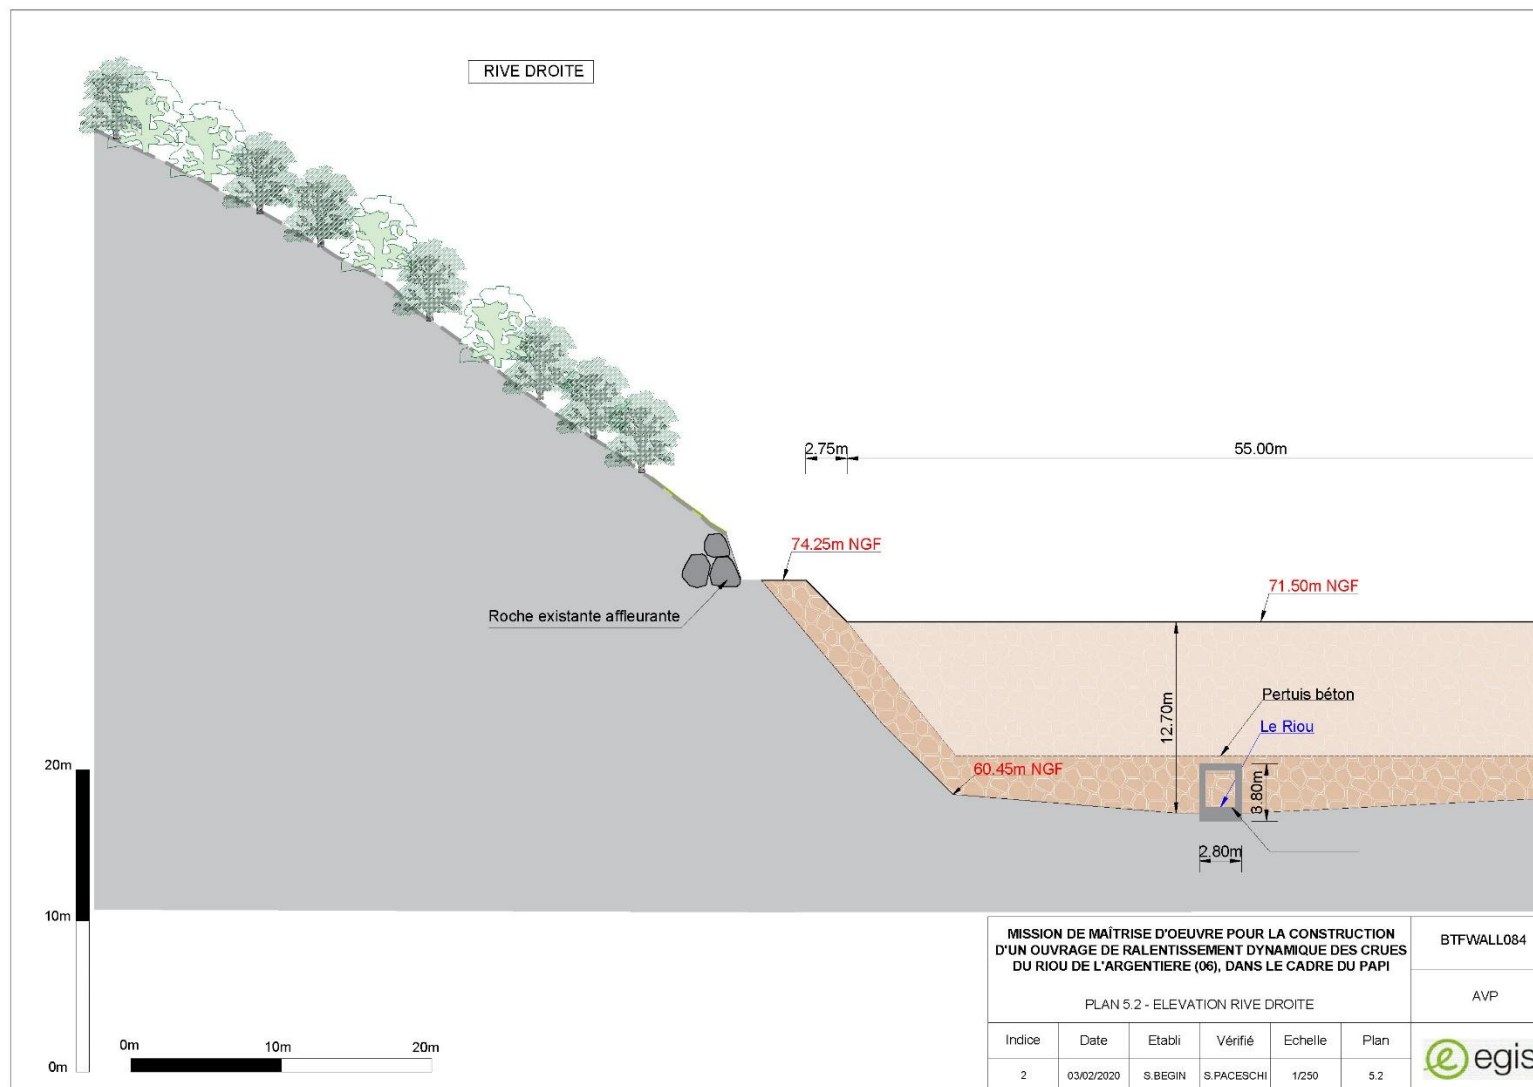 RIVE DROITE
2.75m
55.00m
74.25m NGF
71.50m NGF
Roche existante affleurante
12.70m
Pertuis béton
Le Riou
60.45m NGF
3.80m
2.80m
20m
10m
0m
0m
10m
20m
MISSION DE MAÎTRISE D'OEUVRE POUR LA CONSTRUCTION
D'UN OUVRAGE DE RALENTISSEMENT DYNAMIQUE DES CRUES
DU RIOU DE L'ARGENTIERE (06), DANS LE CADRE DU PAPI
BTFWALL084
PLAN 5.2 - ELEVATION RIVE DROITE
AVP
Indice Date Etabli Vérifié Echelle Plan
2 03/02/2020 S.BEGIN S.PACESCHI 1/250 5.2
egis